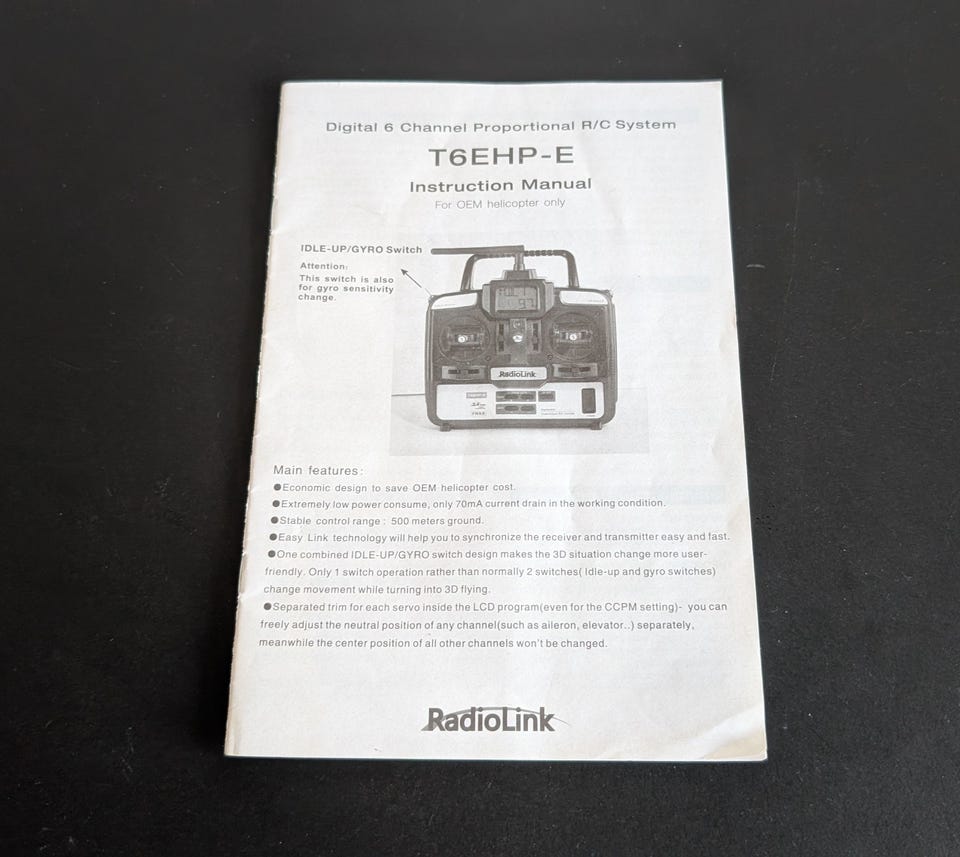 Digital 6 Channel Proportional R/C System
T6EHP-E
Instruction Manual
For OEM helicopter only
IDLE-UP/GYRO Switch
Attention:
This switch is also
for gyro sensitivity
change.
RadioLink
Main features:
●Economic design to save OEM helicopter cost.
●Extremely low power consume, only 70mA current drain in the working condition.
●Stable control range: 500 meters ground.
●Easy Link technology will help you to synchronize the receiver and transmitter easy and fast.
●One combined IDLE-UP/GYRO switch design makes the 3D situation change more user-
friendly. Only 1 switch operation rather than normally 2 switches( Idle-up and gyro switches)
change movement while turning into 3D flying.
●Separated trim for each servo inside the LCD program(even for the CCPM setting)- you can
freely adjust the neutral position of any channel(such as aileron, elevator..) separately,
meanwhile the center position of all other channels won't be changed.
RadioLink